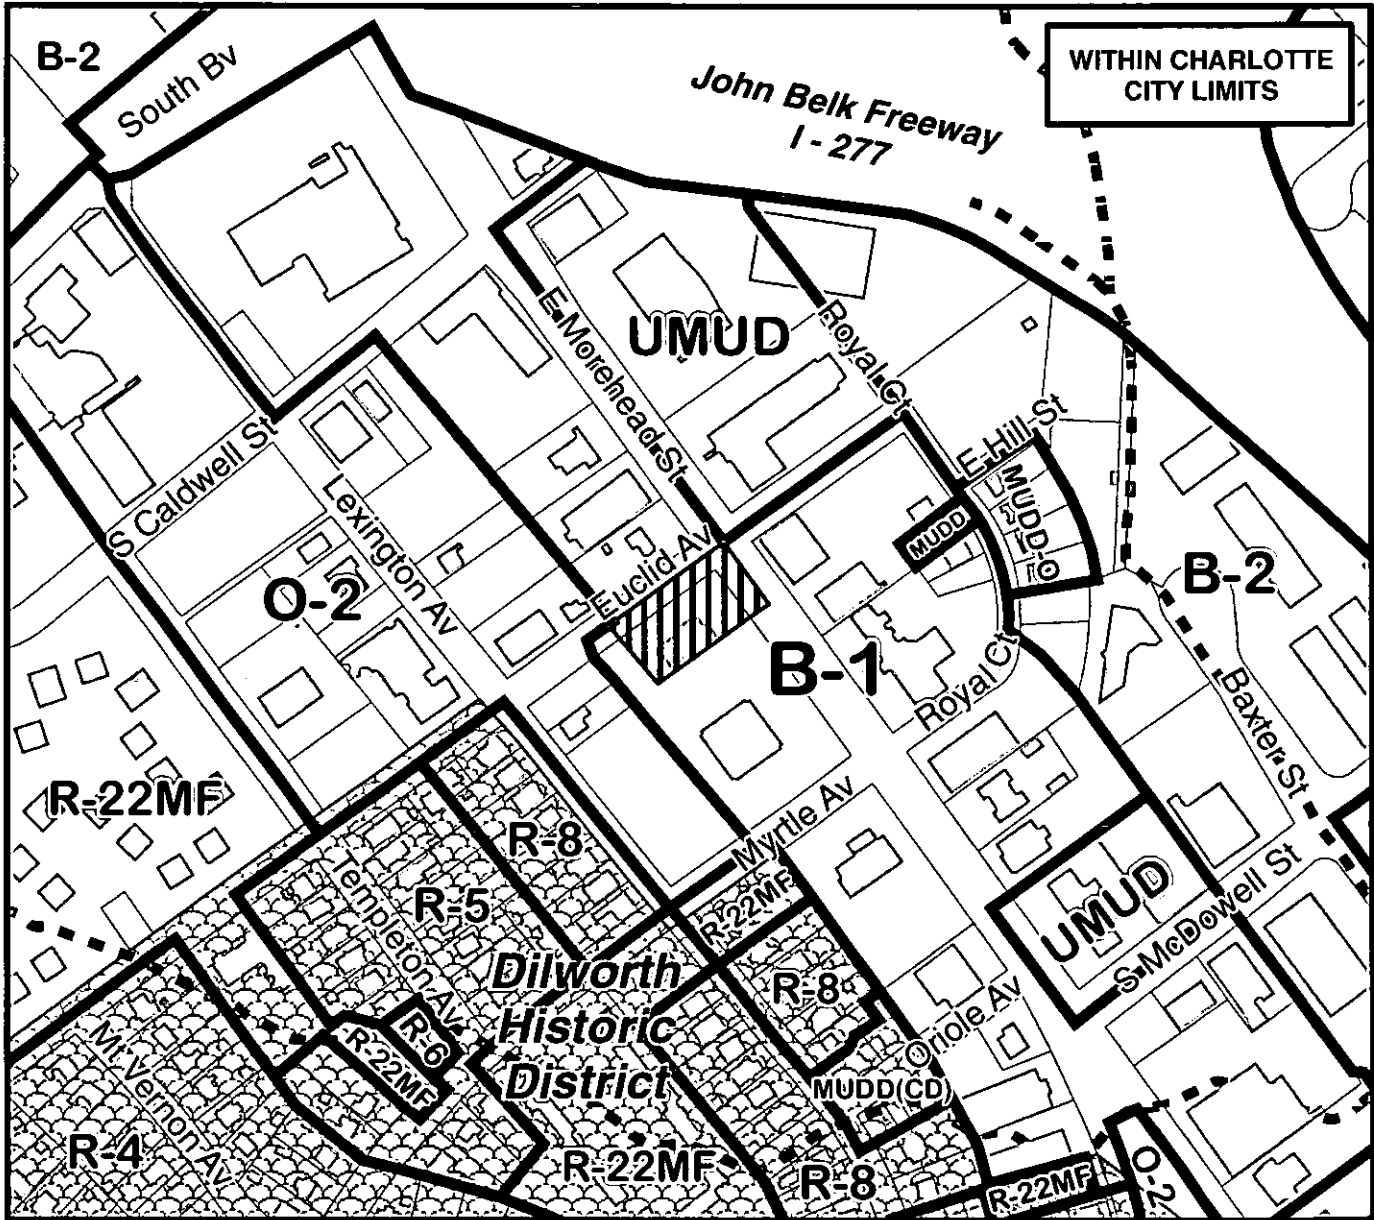 B-2
South Bv
John Belk Freeway
I - 277
WITHIN CHARLOTTE
CITY LIMITS
E Morehead St
UMUD
Royal Ct
E Hill St
S Caldwell St
Lexington Av
MUDD
MUDD-O
O-2
Euclid Av
B-2
B-1
Royal Ct
Baxter St
R-22MF
R-8
Myrtle Av
R-5
Templeton Av
R-22MF
UMUD
S McDowell St
Dilworth
Historic
District
R-8
Oriole Av
R-6
R-22MF
Mt Vernon Av
MUDD(CD)
R-4
R-22MF
R-8
R-22MF
O-2